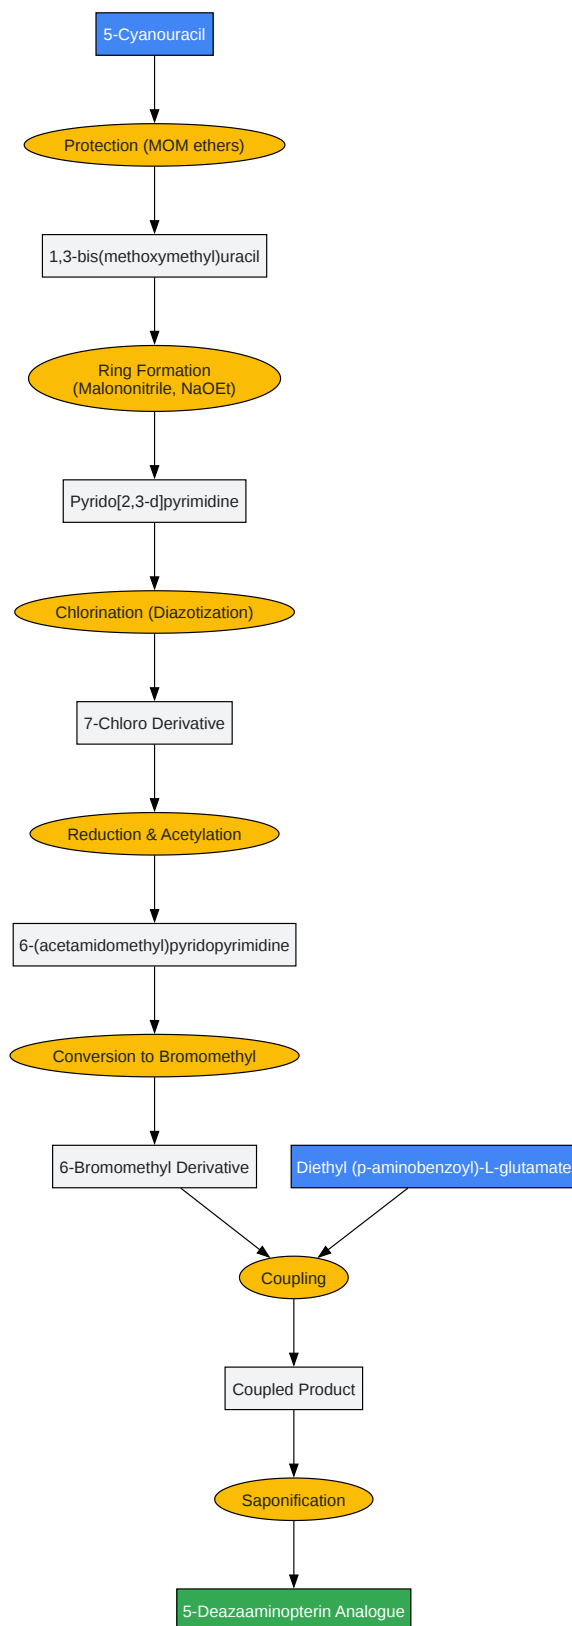 5-Cyanouracil
Protection (MOM ethers)
1,3-bis(methoxymethyl)uracil
Ring Formation
(Malononitrile, NaOEt)
Pyrido[2,3-d]pyrimidine
Chlorination (Diazotization)
7-Chloro Derivative
Reduction & Acetylation
6-(acetamidomethyl)pyridopyrimidine
Conversion to Bromomethyl
6-Bromomethyl Derivative
Diethyl (p-aminobenzoyl)-L-glutamate
Coupling
Coupled Product
Saponification
5-Deazaaminopterin Analogue